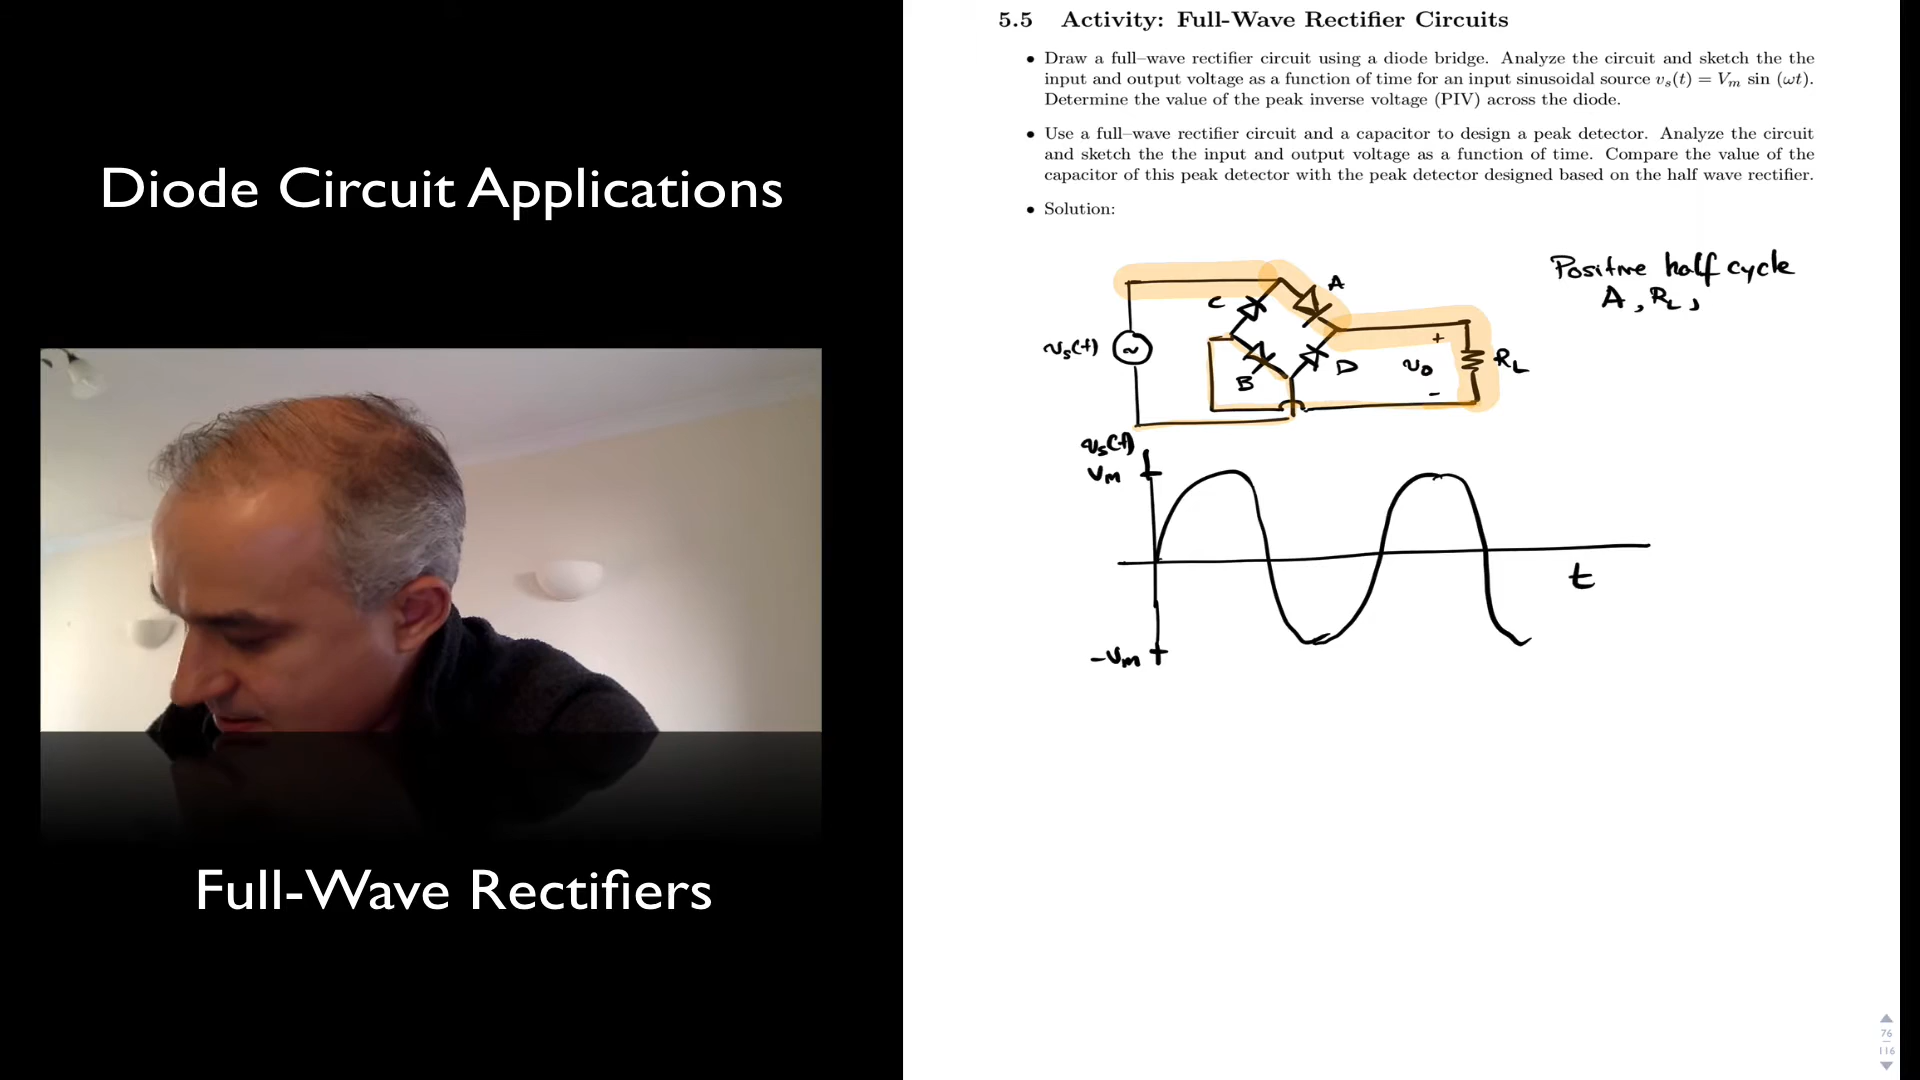 Diode Circuit Applications
Full-Wave Rectifiers
5.5 Activity: Full-Wave Rectifier Circuits
• Draw a full–wave rectifier circuit using a diode bridge. Analyze the circuit and sketch the the
input and output voltage as a function of time for an input sinusoidal source vs(t) = Vm sin (ωt).
Determine the value of the peak inverse voltage (PIV) across the diode.
• Use a full–wave rectifier circuit and a capacitor to design a peak detector. Analyze the circuit
and sketch the the input and output voltage as a function of time. Compare the value of the
capacitor of this peak detector with the peak detector designed based on the half wave rectifier.
• Solution:
Positive half cycle
A, RL,
A
C
vs(t)
~
+
vo
-
RL
B
D
vs(t)
Vm
t
-Vm
76
116